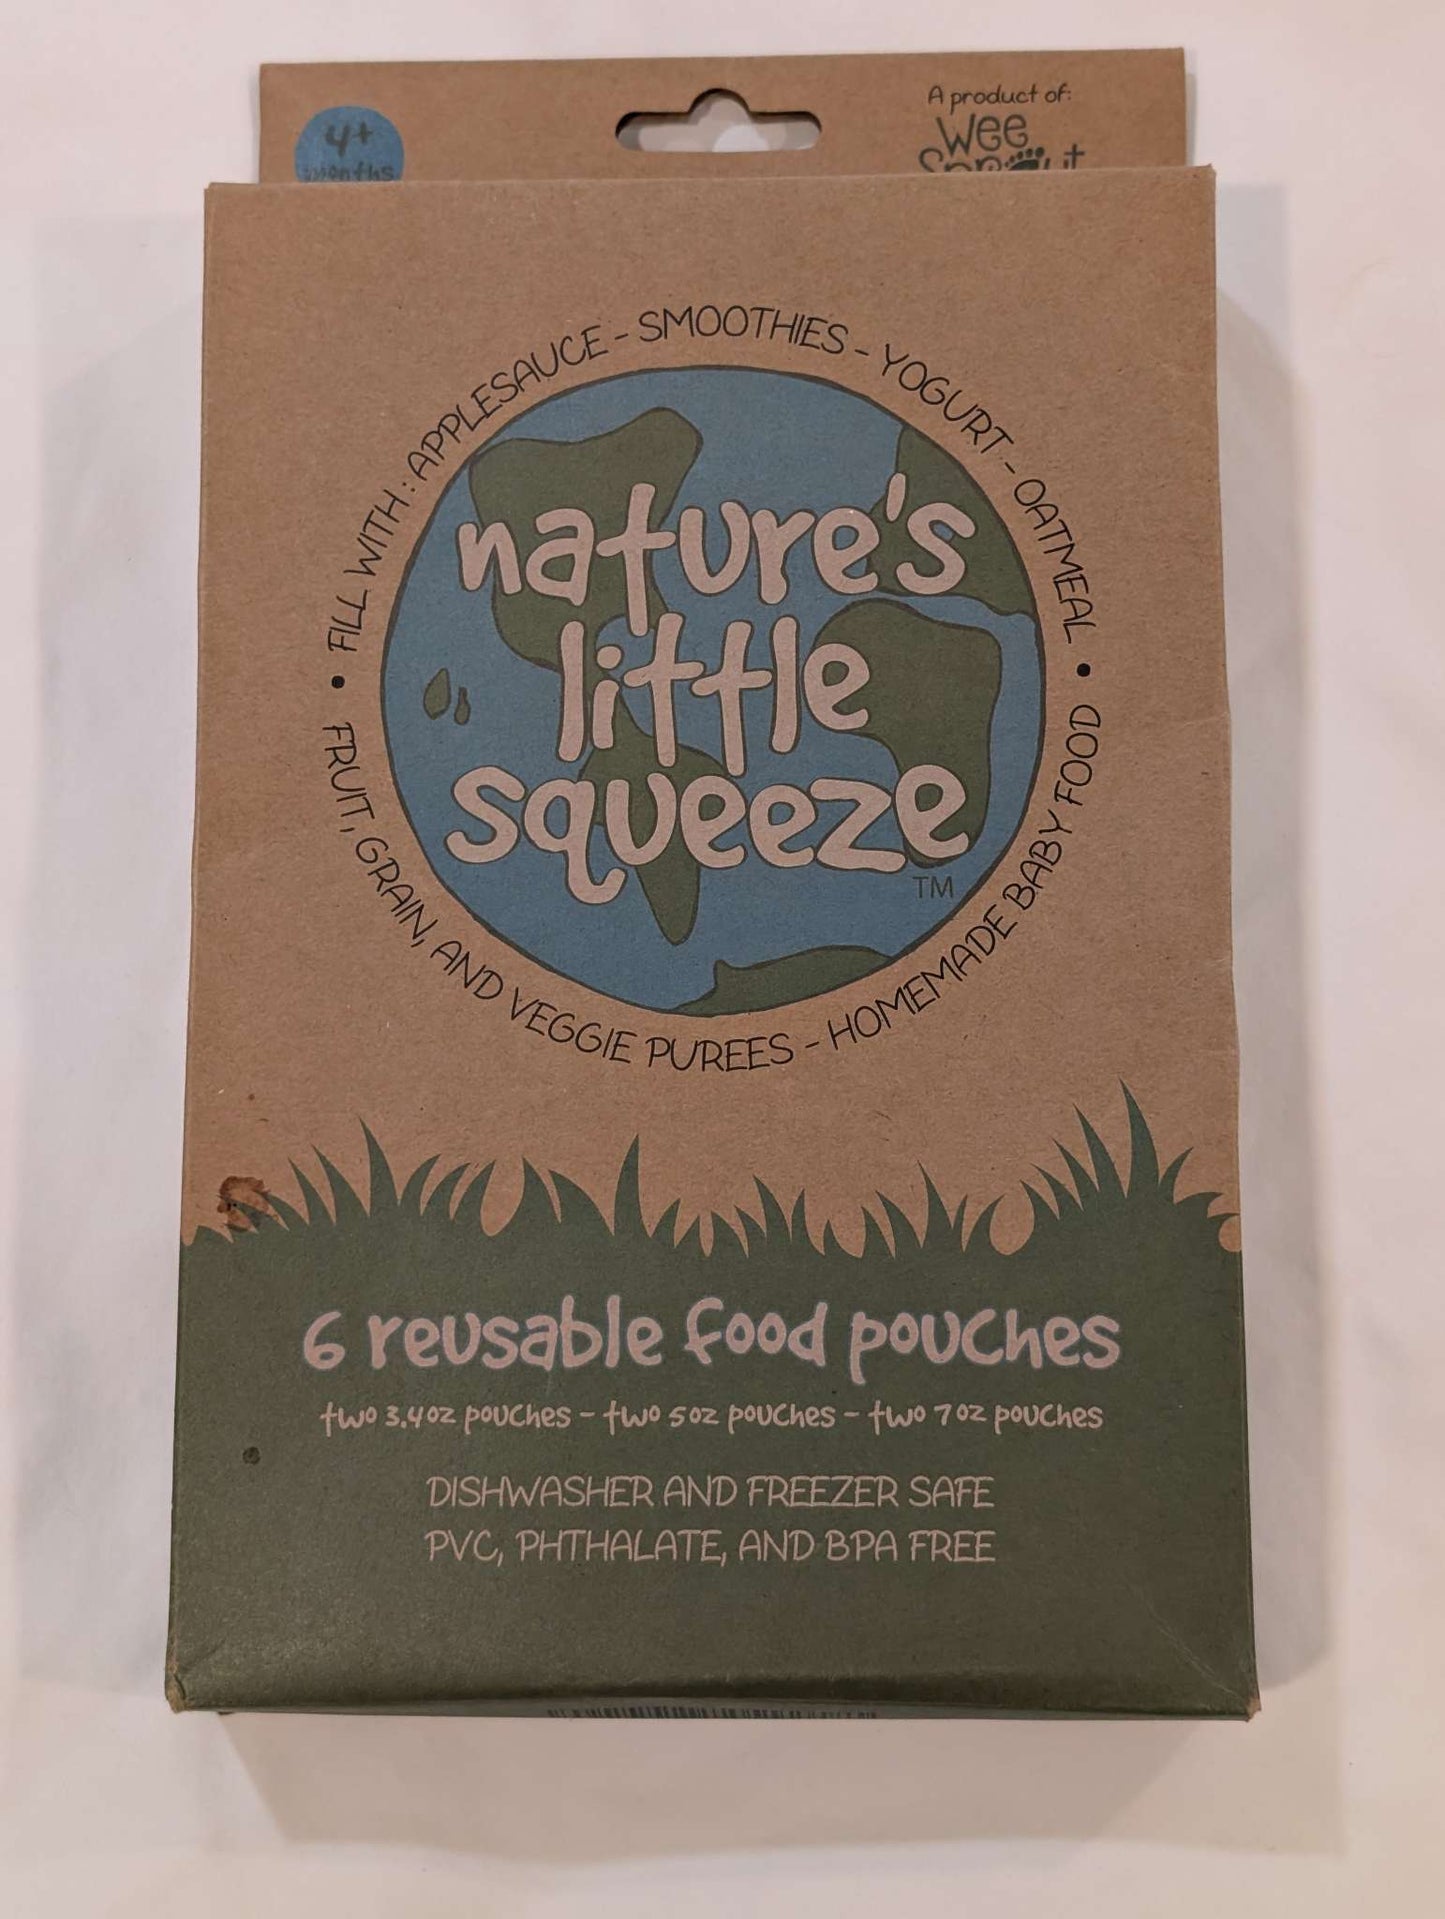 4+
months
A product of:
Wee
Sprout
FILL WITH: APPLESAUCE - SMOOTHIES - YOGURT - OATMEAL •
nature's
little
squeeze
TM
• FRUIT, GRAIN, AND VEGGIE PUREES - HOMEMADE BABY FOOD
6 reusable food pouches
two 3.4oz pouches - two 5oz pouches - two 7oz pouches
DISHWASHER AND FREEZER SAFE
PVC, PHTHALATE, AND BPA FREE